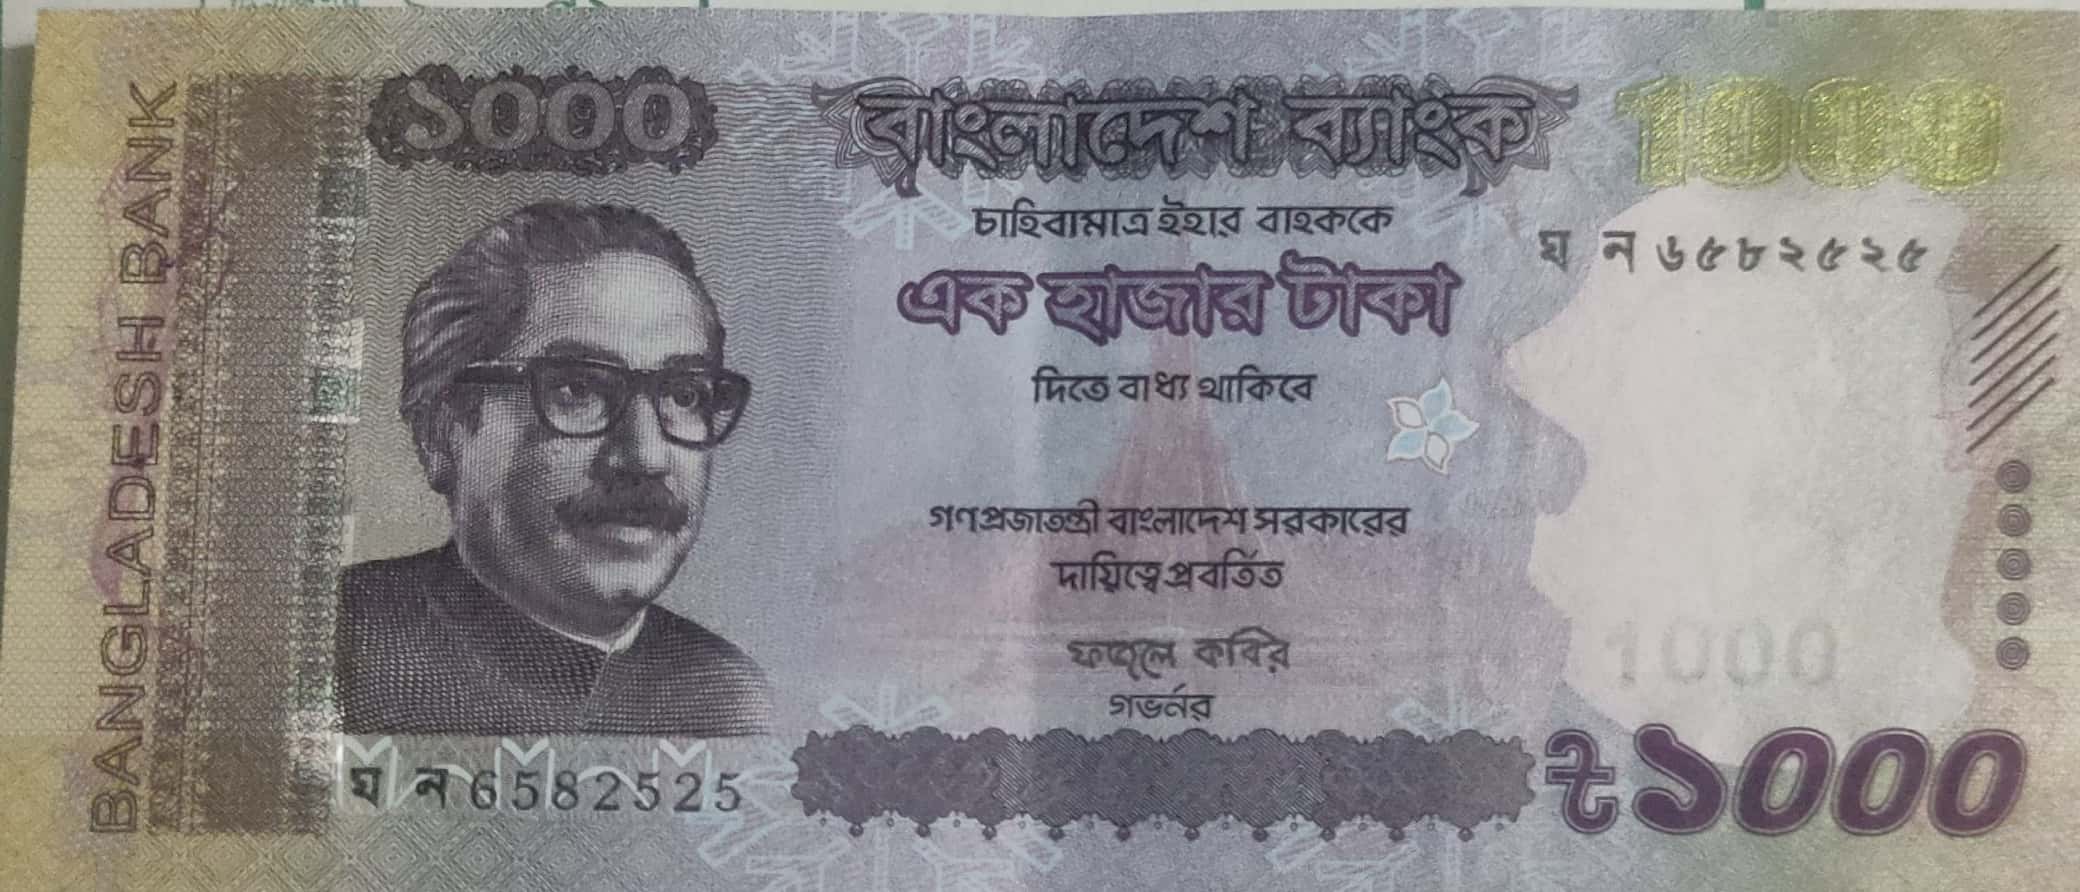 ১০০০
বাংলাদেশ ব্যাংক
1000
চাহিবামাত্র ইহার বাহককে
ঘ ন ৬৫৮২৫২৫
এক হাজার টাকা
দিতে বাধ্য থাকিবে
গণপ্রজাতন্ত্রী বাংলাদেশ সরকারের
দায়িত্বে প্রবর্তিত
ফজলে কবির
গভর্নর
1000
৳১০০০
ঘ ন 6582525
BANGLADESH BANK